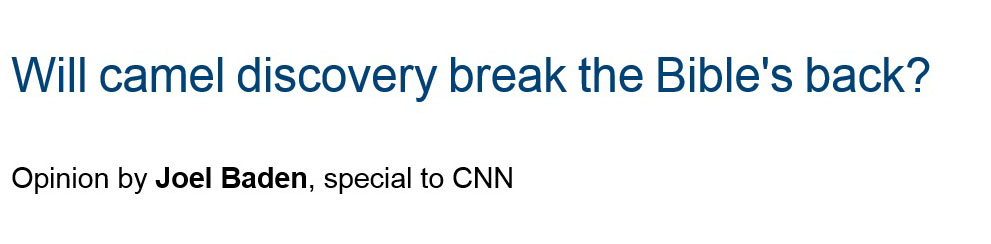 Will camel discovery break the Bible's back?
Opinion by Joel Baden, special to CNN